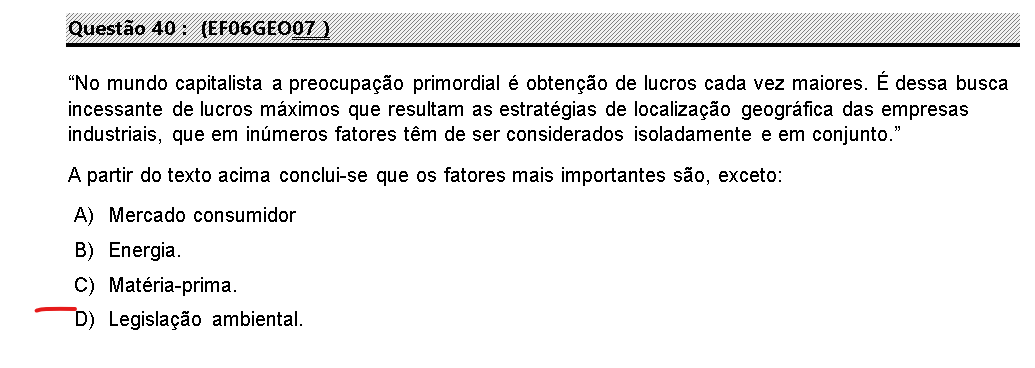 Questão 40 : (EF06GEO07 )
“No mundo capitalista a preocupação primordial é obtenção de lucros cada vez maiores. É dessa busca
incessante de lucros máximos que resultam as estratégias de localização geográfica das empresas
industriais, que em inúmeros fatores têm de ser considerados isoladamente e em conjunto.”
A partir do texto acima conclui-se que os fatores mais importantes são, exceto:
A) Mercado consumidor
B) Energia.
C) Matéria-prima.
D) Legislação ambiental.